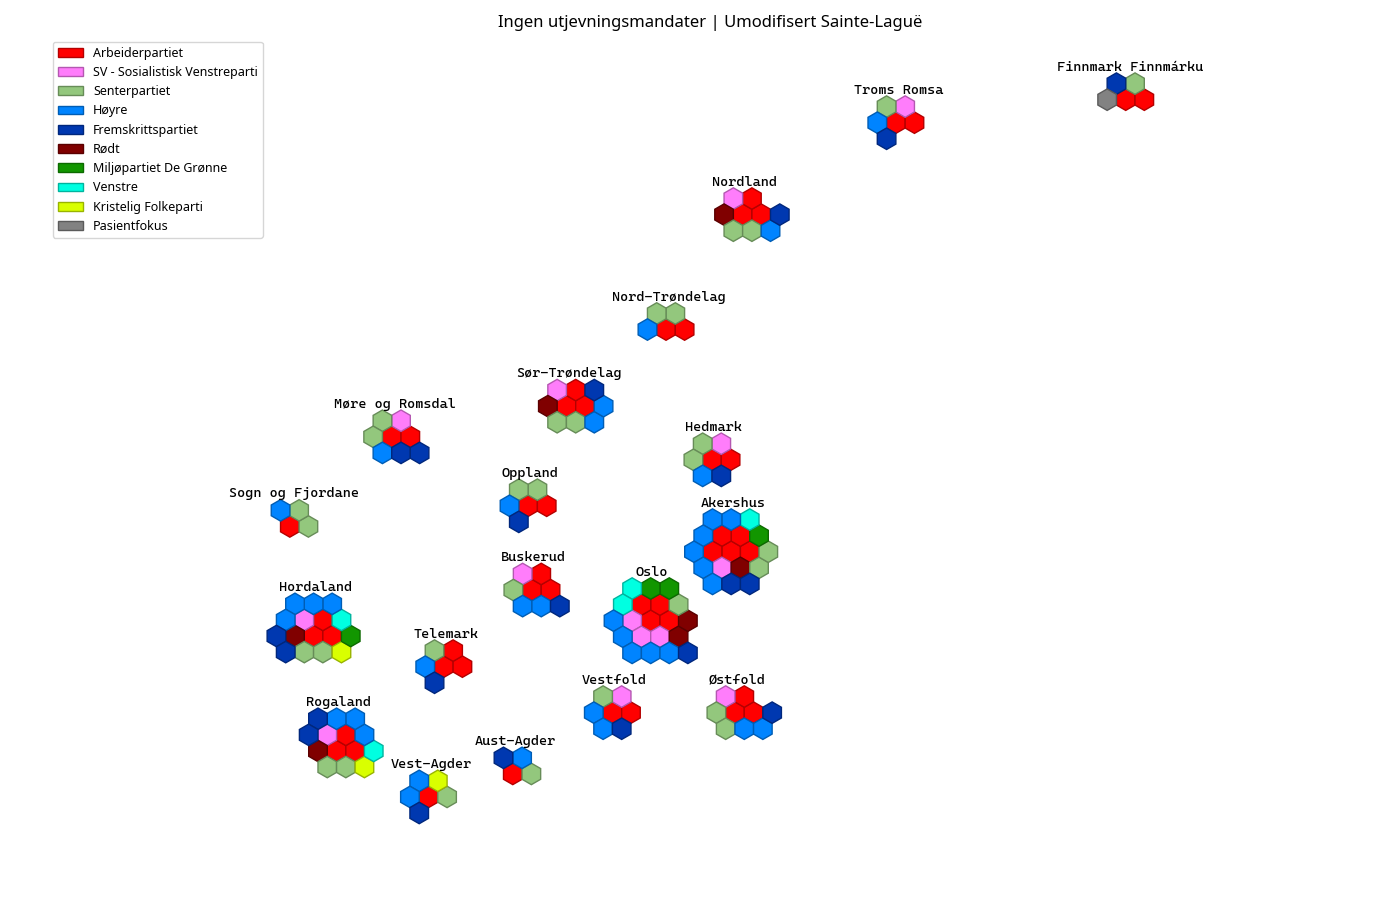 Ingen utjevningsmandater | Umodifisert Sainte-Laguë
Arbeiderpartiet
SV - Sosialistisk Venstreparti
Senterpartiet
Høyre
Fremskrittspartiet
Rødt
Miljøpartiet De Grønne
Venstre
Kristelig Folkeparti
Pasientfokus
Finnmark Finnmárku
Troms Romsa
Nordland
Nord-Trøndelag
Sør-Trøndelag
Møre og Romsdal
Hedmark
Oppland
Sogn og Fjordane
Akershus
Buskerud
Oslo
Hordaland
Telemark
Vestfold
Østfold
Rogaland
Aust-Agder
Vest-Agder